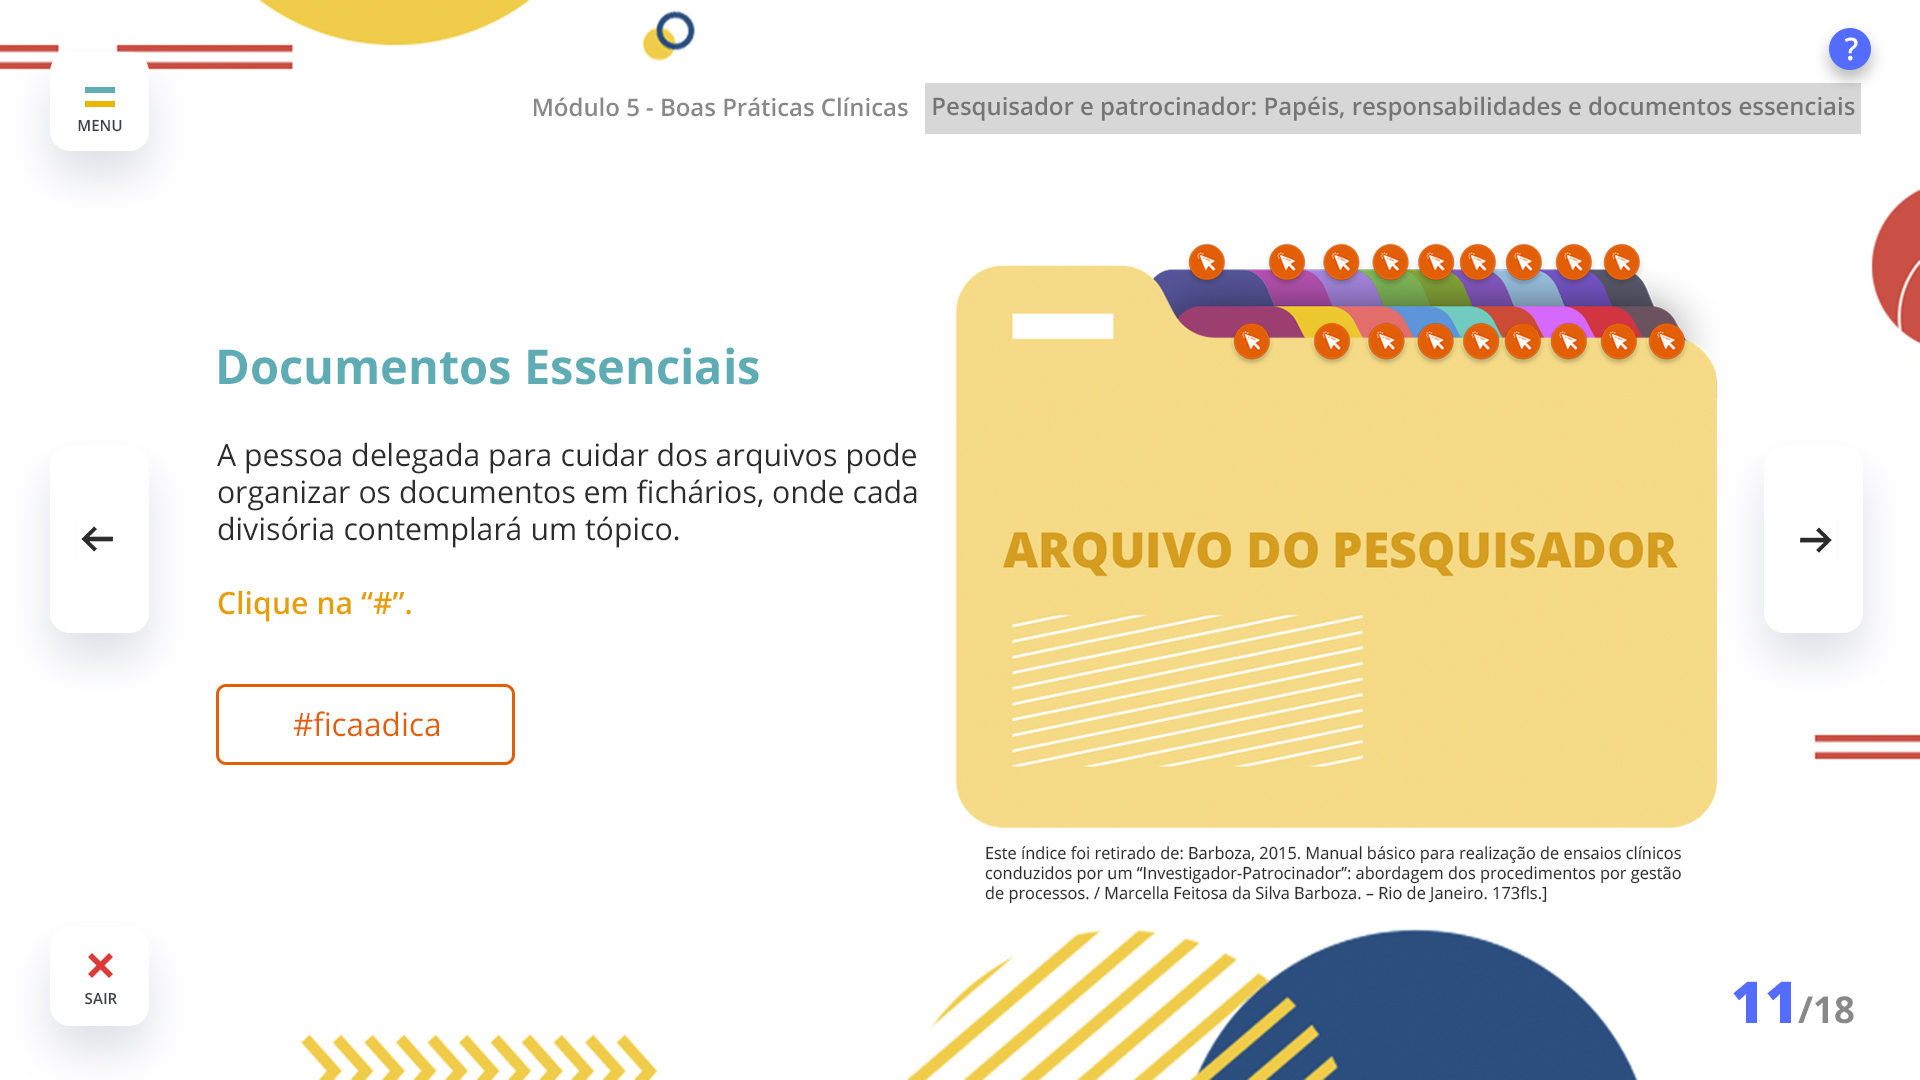 ?
MENU
Módulo 5 - Boas Práticas Clínicas
Pesquisador e patrocinador: Papéis, responsabilidades e documentos essenciais
Documentos Essenciais
A pessoa delegada para cuidar dos arquivos pode
organizar os documentos em fichários, onde cada
divisória contemplará um tópico.
Clique na “#”.
#ficaadica
ARQUIVO DO PESQUISADOR
Este índice foi retirado de: Barboza, 2015. Manual básico para realização de ensaios clínicos
conduzidos por um “Investigador-Patrocinador”: abordagem dos procedimentos por gestão
de processos. / Marcella Feitosa da Silva Barboza. – Rio de Janeiro. 173fls.]
SAIR
11/18